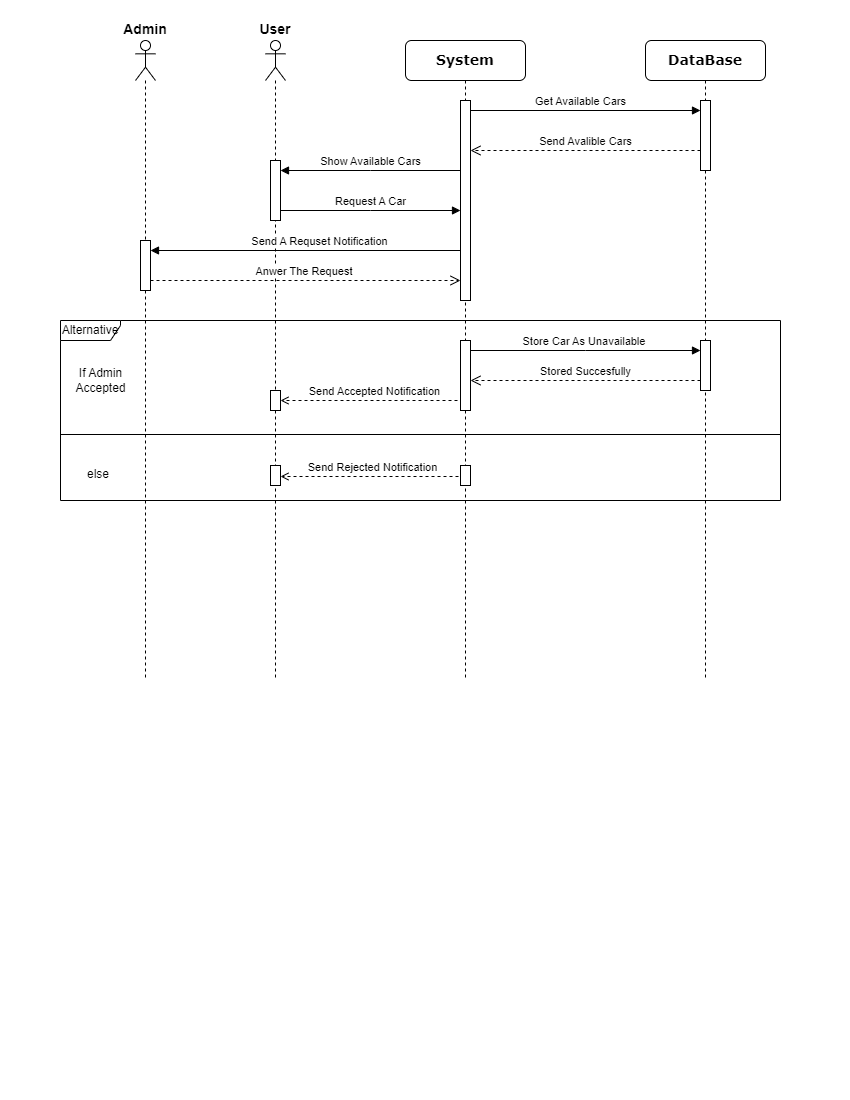 Admin
User
System
DataBase
Get Available Cars
Send Avalible Cars
Show Available Cars
Request A Car
Send A Requset Notification
Anwer The Request
Alternative
Store Car As Unavailable
If Admin
Accepted
Stored Succesfully
Send Accepted Notification
else
Send Rejected Notification